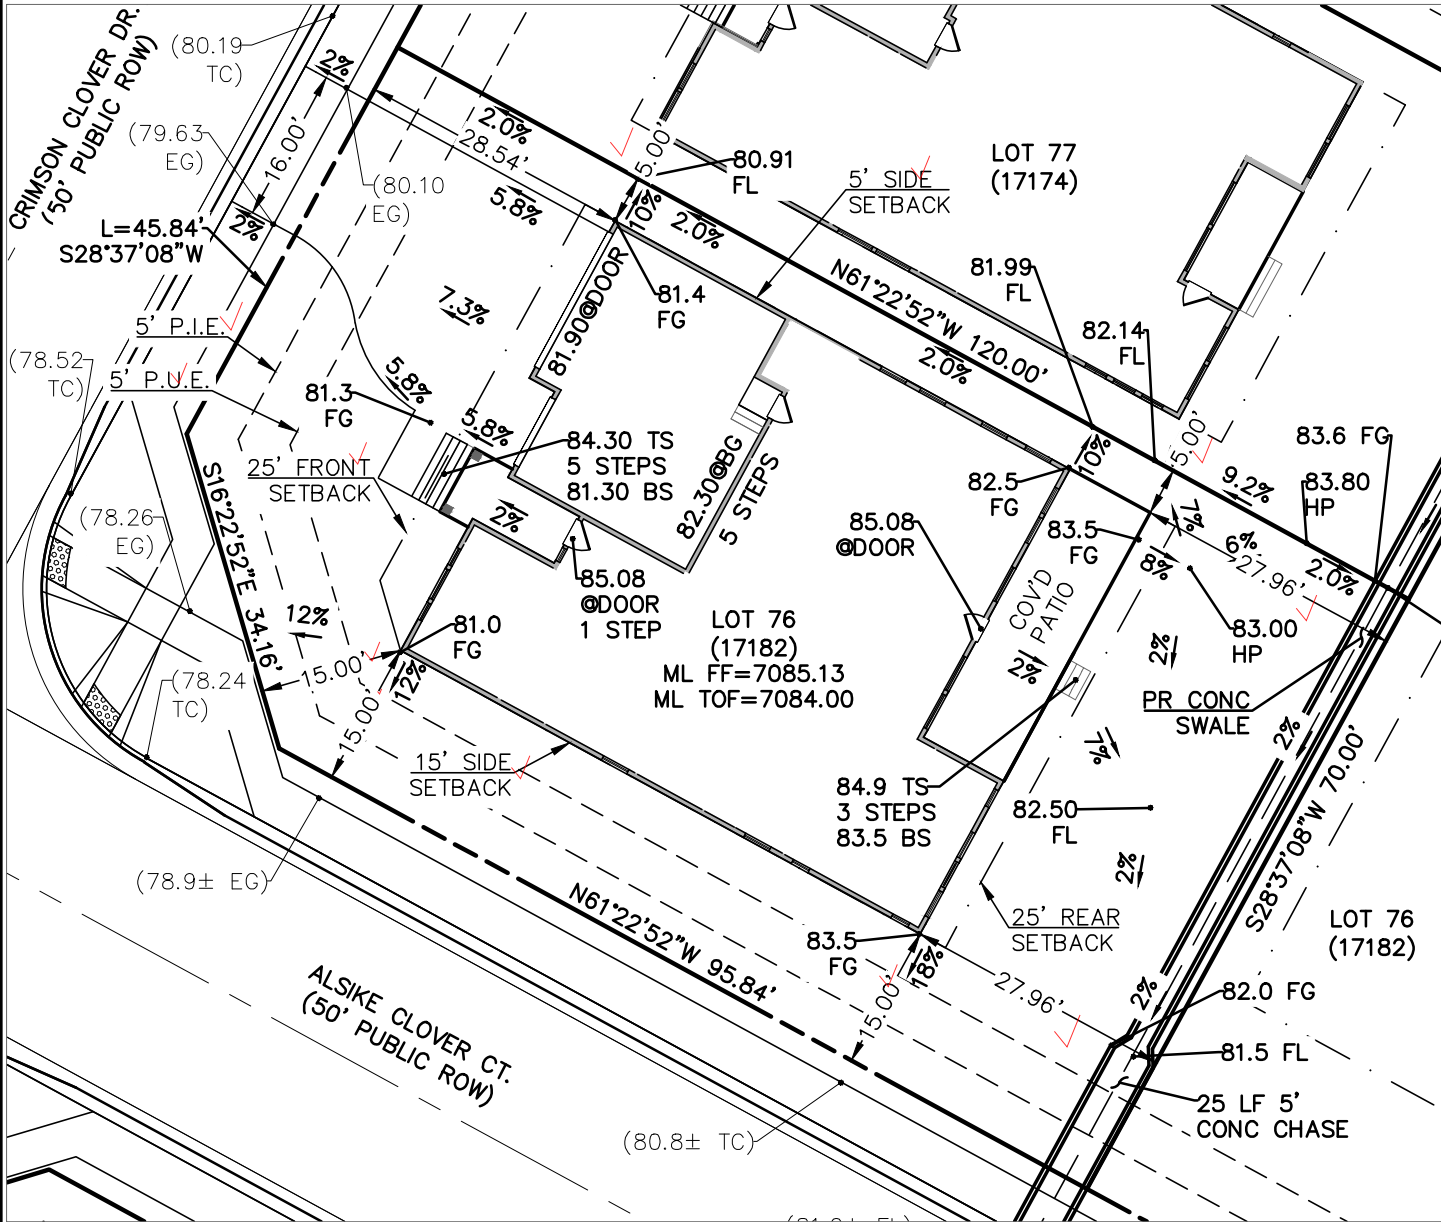 CRIMSON CLOVER DR.
(50' PUBLIC ROW)
(80.19
TC)
2%
16.00'
(79.63
EG)
(80.10
EG)
2%
L=45.84'
S28°37'08"W
2.0%
28.54'
5.8%
5.00'
10%
80.91
FL
2.0%
5' SIDE
SETBACK
LOT 77
(17174)
81.4
FG
81.90@DOOR
7.3%
5' P.I.E.
5' P.U.E.
(78.52
TC)
N61°22'52"W 120.00'
2.0%
81.99
FL
82.14
FL
5.00'
10%
5.8%
81.3
FG
5.8%
84.30 TS
5 STEPS
81.30 BS
25' FRONT
SETBACK
2%
82.30@BG
5 STEPS
82.5
FG
83.5
FG
9.2%
83.6 FG
83.80
HP
7%
6%
8%
27.96'
2.0%
S16°22'52"E 34.16'
(78.26
EG)
12%
85.08
@DOOR
1 STEP
85.08
@DOOR
COV'D
PATIO
2%
83.00
HP
2%
PR CONC
SWALE
2%
7%
81.0
FG
LOT 76
(17182)
ML FF=7085.13
ML TOF=7084.00
15.00'
12%
15.00'
(78.24
TC)
15' SIDE
SETBACK
84.9 TS
3 STEPS
83.5 BS
82.50
FL
2%
S28°37'08"W 70.00'
(78.9± EG)
N61°22'52"W 95.84'
83.5
FG
18%
15.00'
25' REAR
SETBACK
LOT 76
(17182)
27.96'
2%
82.0 FG
81.5 FL
25 LF 5'
CONC CHASE
ALSIKE CLOVER CT.
(50' PUBLIC ROW)
(80.8± TC)